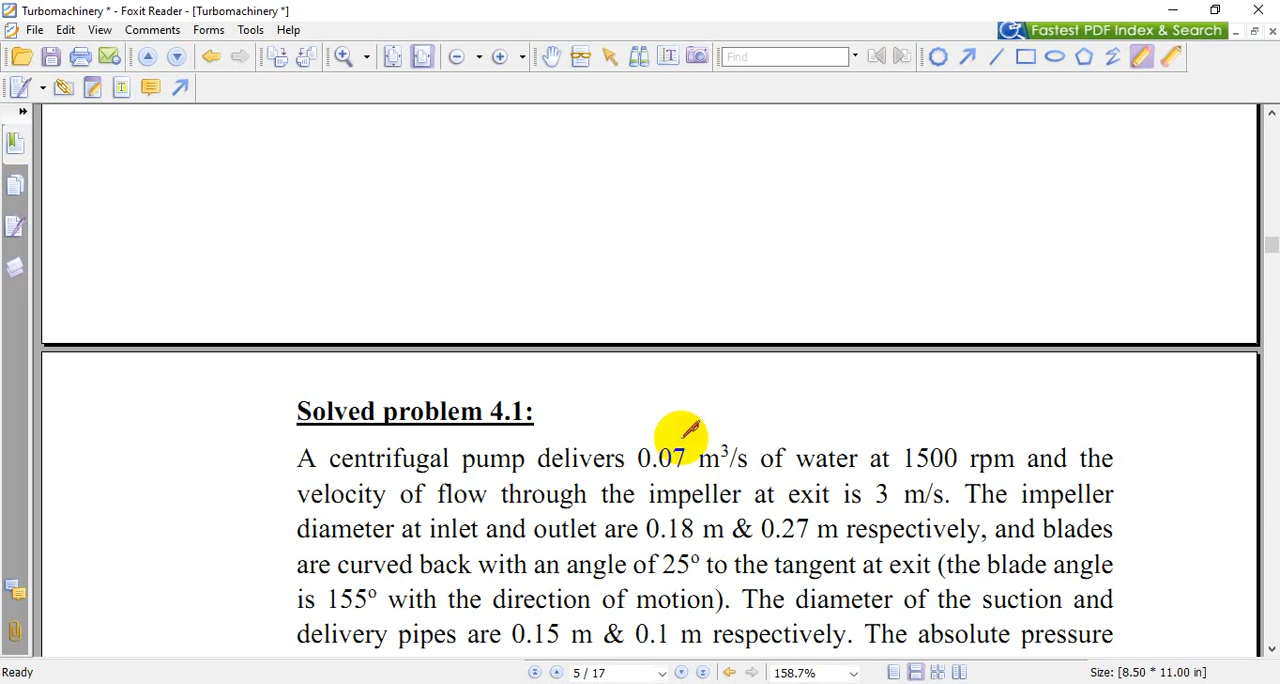 Turbomachinery * - Foxit Reader - [Turbomachinery *]
File Edit View Comments Forms Tools Help
Fastest PDF Index & Search
Find
Solved problem 4.1:
A centrifugal pump delivers 0.07 m³/s of water at 1500 rpm and the
velocity of flow through the impeller at exit is 3 m/s. The impeller
diameter at inlet and outlet are 0.18 m & 0.27 m respectively, and blades
are curved back with an angle of 25º to the tangent at exit (the blade angle
is 155º with the direction of motion). The diameter of the suction and
delivery pipes are 0.15 m & 0.1 m respectively. The absolute pressure
Ready 5 / 17 158.7% Size: [8.50 * 11.00 in]